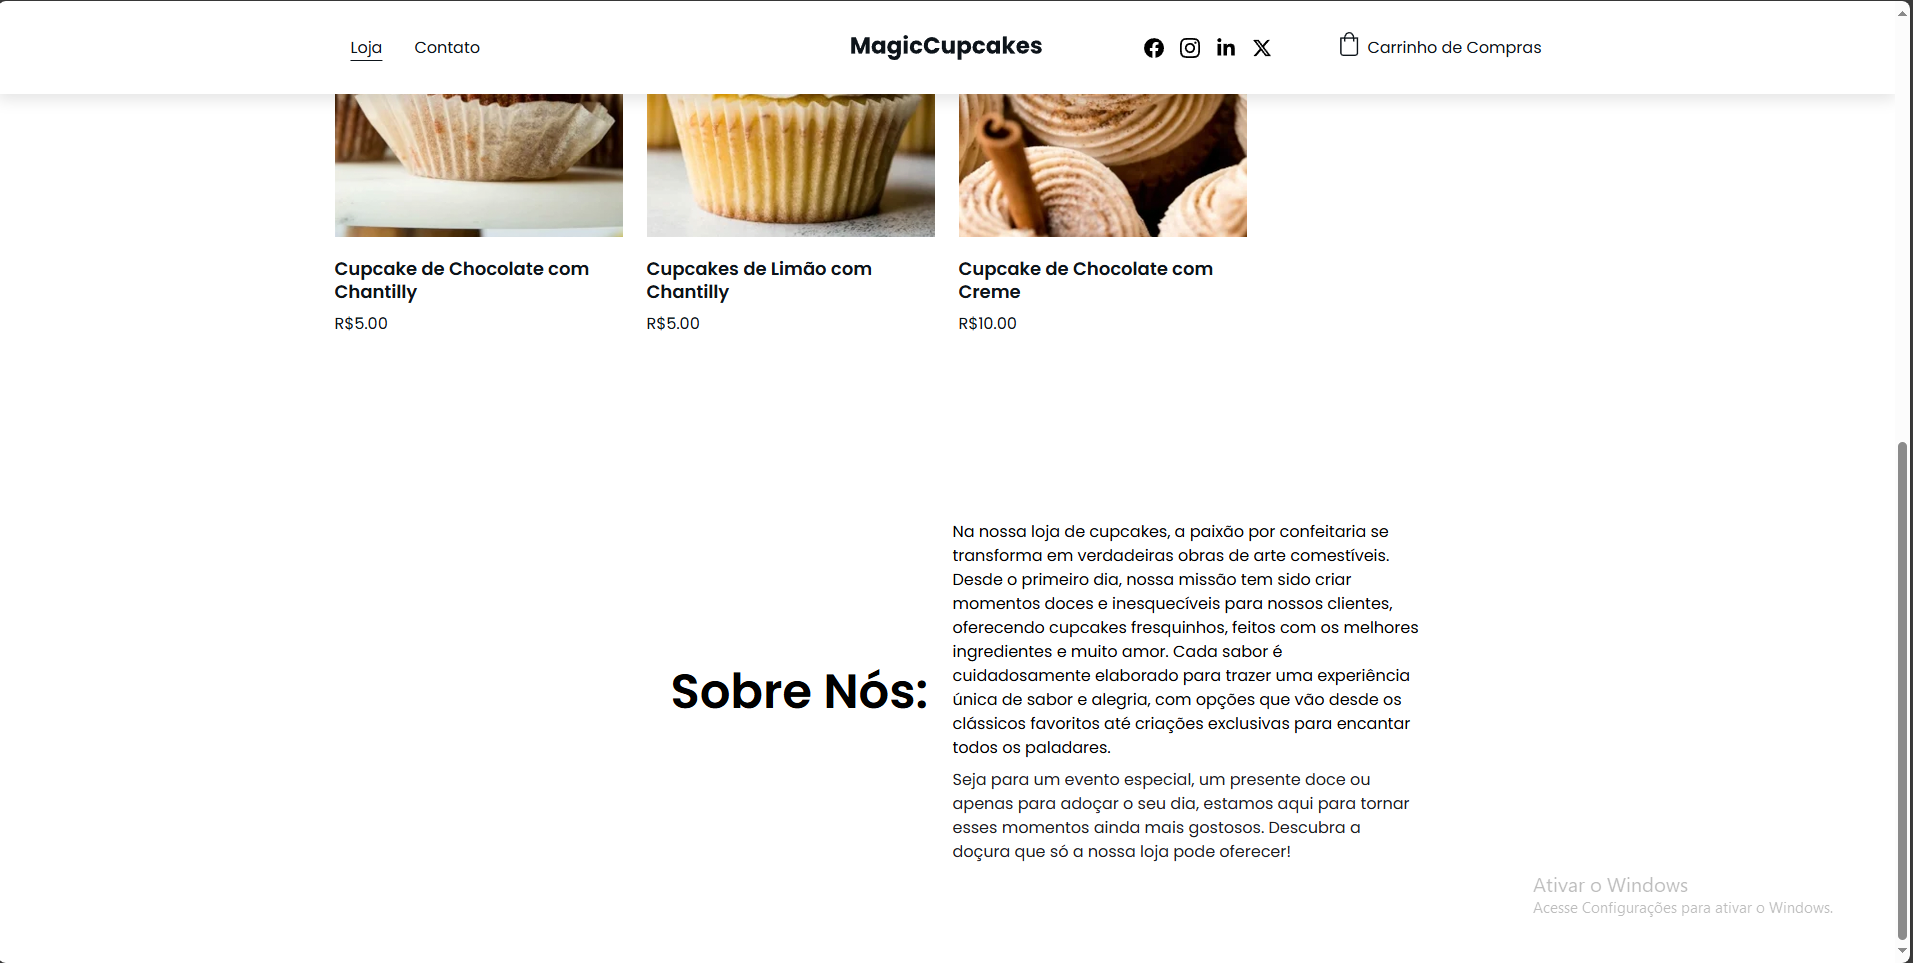 Loja
Contato
MagicCupcakes
Carrinho de Compras
Cupcake de Chocolate com
Chantilly
R$5.00
Cupcakes de Limão com
Chantilly
R$5.00
Cupcake de Chocolate com
Creme
R$10.00
Sobre Nós:
Na nossa loja de cupcakes, a paixão por confeitaria se
transforma em verdadeiras obras de arte comestíveis.
Desde o primeiro dia, nossa missão tem sido criar
momentos doces e inesquecíveis para nossos clientes,
oferecendo cupcakes fresquinhos, feitos com os melhores
ingredientes e muito amor. Cada sabor é
cuidadosamente elaborado para trazer uma experiência
única de sabor e alegria, com opções que vão desde os
clássicos favoritos até criações exclusivas para encantar
todos os paladares.
Seja para um evento especial, um presente doce ou
apenas para adoçar o seu dia, estamos aqui para tornar
esses momentos ainda mais gostosos. Descubra a
doçura que só a nossa loja pode oferecer!
Ativar o Windows
Acesse Configurações para ativar o Windows.